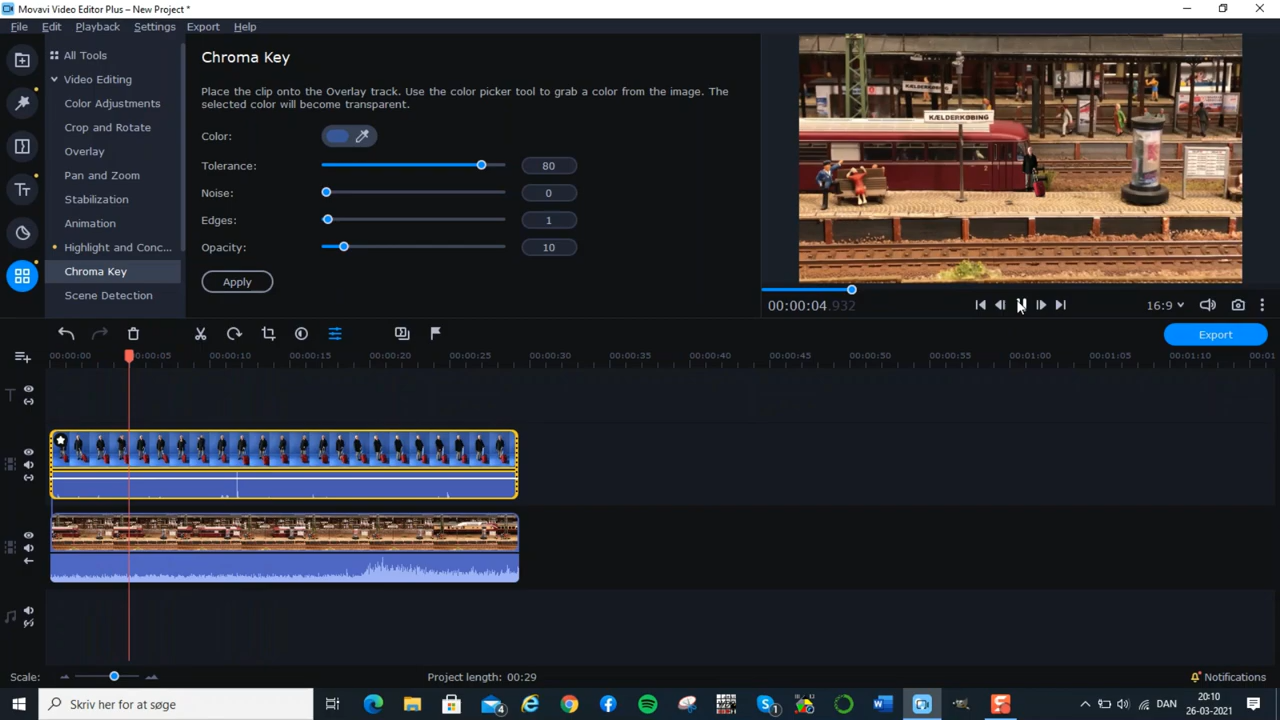 Movavi Video Editor Plus – New Project *
File Edit Playback Settings Export Help
All Tools
Video Editing
Color Adjustments
Crop and Rotate
Overlay
Pan and Zoom
Stabilization
Animation
Highlight and Conc...
Chroma Key
Scene Detection
Chroma Key
Place the clip onto the Overlay track. Use the color picker tool to grab a color from the image. The
selected color will become transparent.
Color:
Tolerance: 80
Noise: 0
Edges: 1
Opacity: 10
Apply
KÆLDERKØBING
KÆLDERKØBING
00:00:04.932
16:9
Export
00:00:00 00:00:05 00:00:10 00:00:15 00:00:20 00:00:25 00:00:30 00:00:35 00:00:40 00:00:45 00:00:50 00:00:55 00:01:00 00:01:05 00:01:10 00:01
Scale:
Project length: 00:29
Notifications
Skriv her for at søge
DAN
20:10
26-03-2021